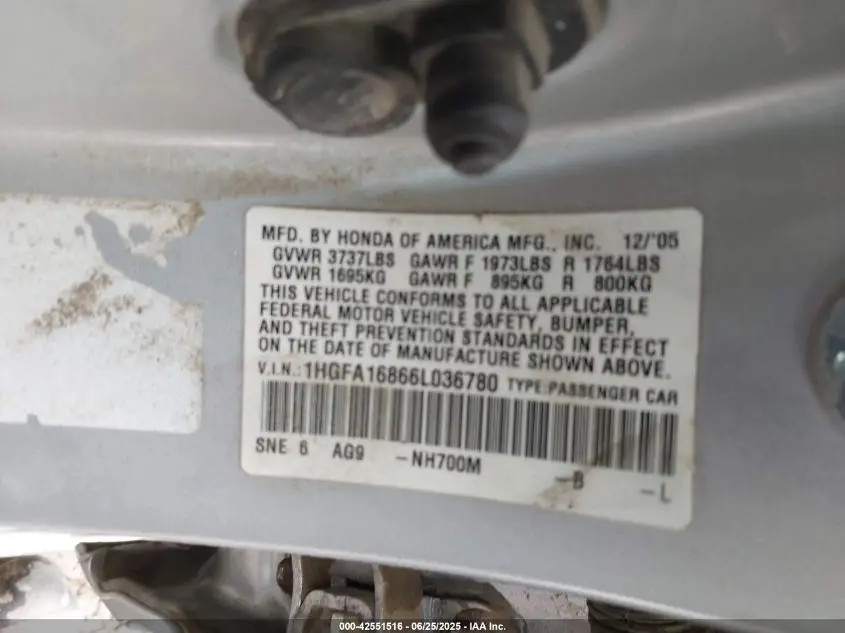 MFD. BY HONDA OF AMERICA MFG., INC. 12/'05
GVWR 3737LBS GAWR F 1973LBS R 1764LBS
GVWR 1695KG GAWR F 895KG R 800KG
THIS VEHICLE CONFORMS TO ALL APPLICABLE
FEDERAL MOTOR VEHICLE SAFETY, BUMPER,
AND THEFT PREVENTION STANDARDS IN EFFECT
ON THE DATE OF MANUFACTURE SHOWN ABOVE.
V.I.N.: 1HGFA16866L036780 TYPE:PASSENGER CAR
SNE 6 AG9 -NH700M -B -L
000-42551516 - 06/25/2025 - IAA Inc.